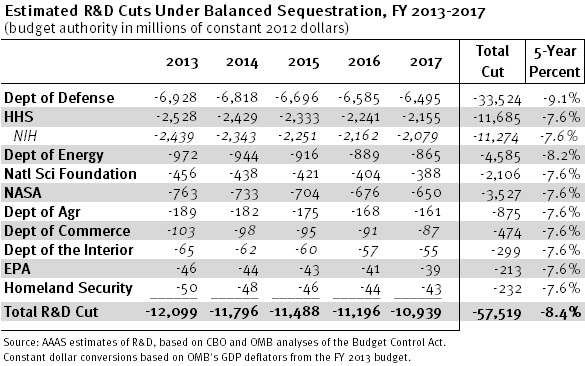 Estimated R&D Cuts Under Balanced Sequestration, FY 2013-2017
(budget authority in millions of constant 2012 dollars)
2013 2014 2015 2016 2017 Total Cut 5-Year Percent
Dept of Defense -6,928 -6,818 -6,696 -6,585 -6,495 -33,524 -9.1%
HHS -2,528 -2,429 -2,333 -2,241 -2,155 -11,685 -7.6%
NIH -2,439 -2,343 -2,251 -2,162 -2,079 -11,274 -7.6%
Dept of Energy -972 -944 -916 -889 -865 -4,585 -8.2%
Natl Sci Foundation -456 -438 -421 -404 -388 -2,106 -7.6%
NASA -763 -733 -704 -676 -650 -3,527 -7.6%
Dept of Agr -189 -182 -175 -168 -161 -875 -7.6%
Dept of Commerce -103 -98 -95 -91 -87 -474 -7.6%
Dept of the Interior -65 -62 -60 -57 -55 -299 -7.6%
EPA -46 -44 -43 -41 -39 -213 -7.6%
Homeland Security -50 -48 -46 -44 -43 -232 -7.6%
Total R&D Cut -12,099 -11,796 -11,488 -11,196 -10,939 -57,519 -8.4%
Source: AAAS estimates of R&D, based on CBO and OMB analyses of the Budget Control Act.
Constant dollar conversions based on OMB's GDP deflators from the FY 2013 budget.